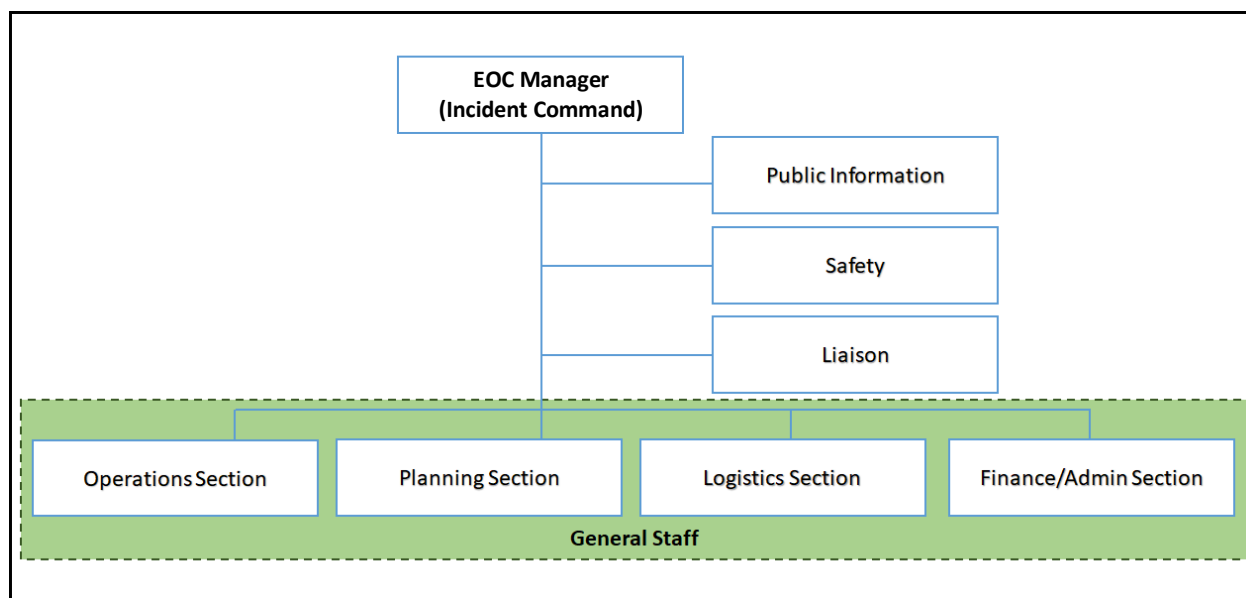 EOC Manager
(Incident Command)
Public Information
Safety
Liaison
Operations Section
Planning Section
Logistics Section
Finance/Admin Section
General Staff